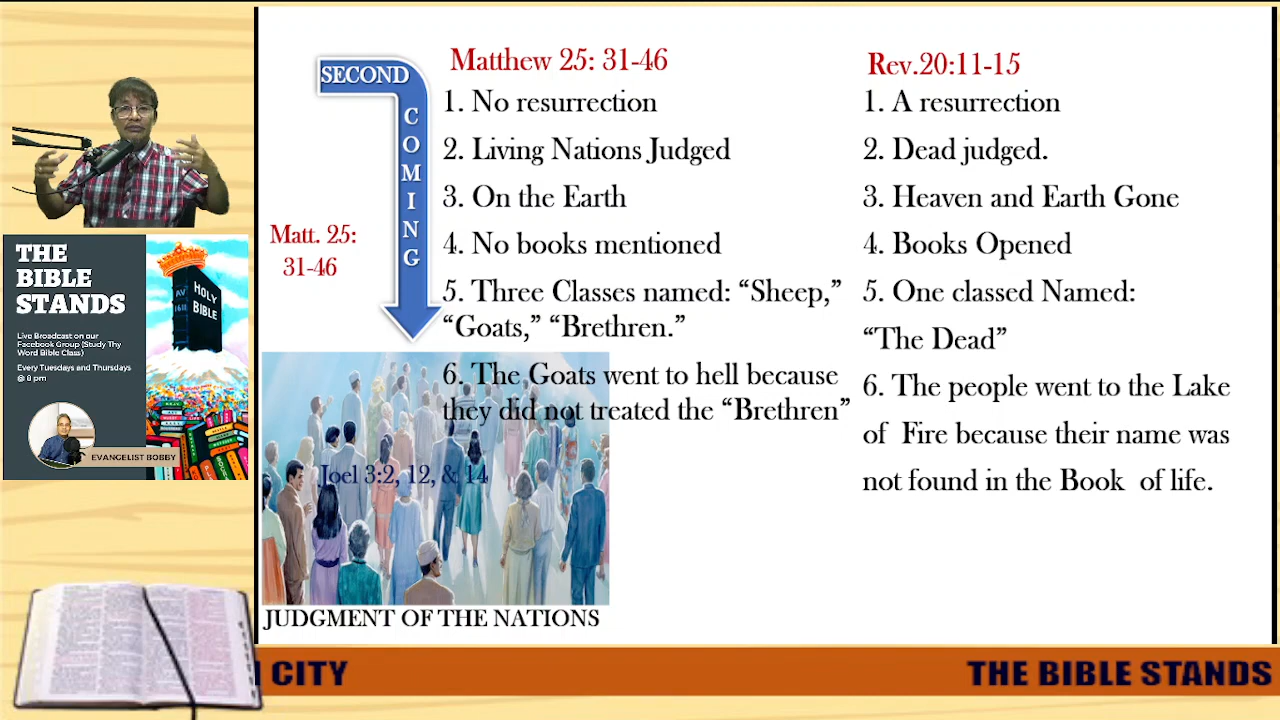 SECOND
COMING
Matt. 25:
31-46
Matthew 25: 31-46
1. No resurrection
2. Living Nations Judged
3. On the Earth
4. No books mentioned
5. Three Classes named: “Sheep,”
“Goats,” “Brethren.”
6. The Goats went to hell because
they did not treated the “Brethren”
Joel 3:2, 12, & 14
JUDGMENT OF THE NATIONS
Rev.20:11-15
1. A resurrection
2. Dead judged.
3. Heaven and Earth Gone
4. Books Opened
5. One classed Named:
“The Dead”
6. The people went to the Lake
of Fire because their name was
not found in the Book of life.
THE
BIBLE
STANDS
Live Broadcast on our
Facebook Group (Study Thy
Word Bible Class)
Every Tuesdays and Thursdays
@ 8 pm
EVANGELIST BOBBY
AV
1611
HOLY
BIBLE
CITY
THE BIBLE STANDS